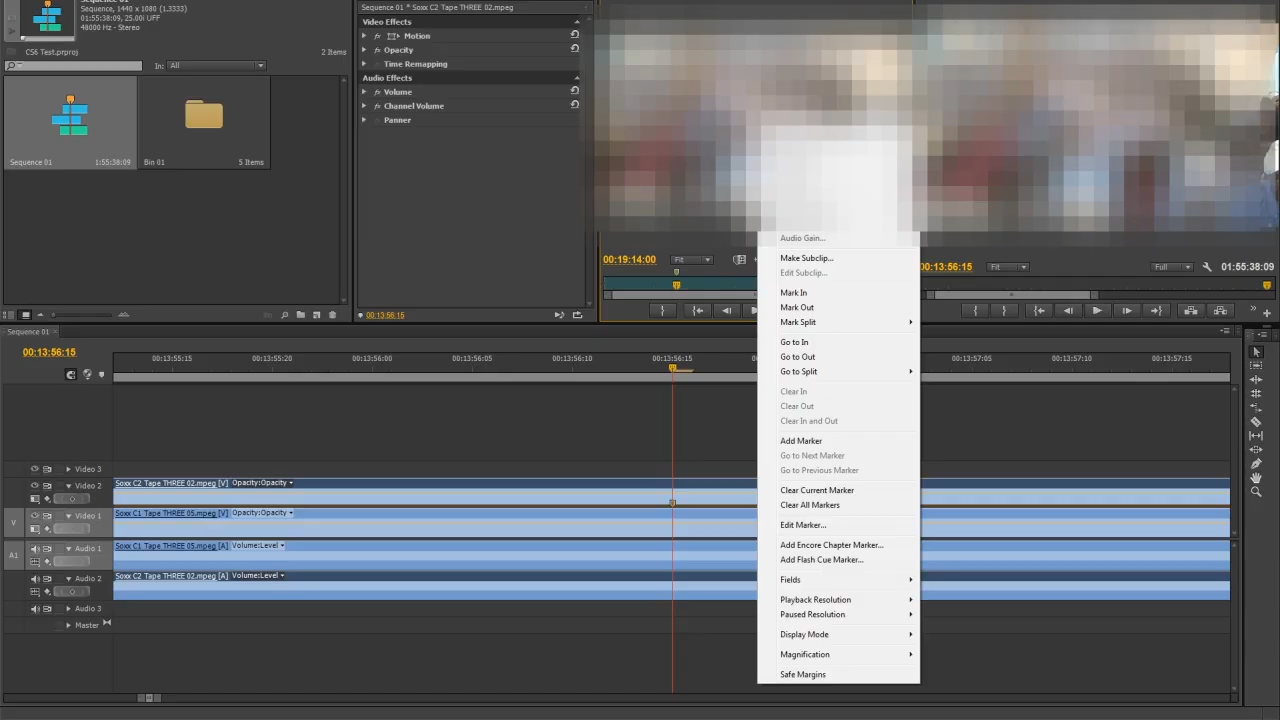 Sequence, 1440 x 1080 (1.3333)
01:55:38:09, 25.00i UFF
48000 Hz - Stereo
CS6 Test.prproj
2 Items
In: All
Sequence 01
1:55:38:09
Bin 01
5 Items
Sequence 01 * Soxx C2 Tape THREE 02.mpeg
Video Effects
Motion
Opacity
Time Remapping
Audio Effects
Volume
Channel Volume
Panner
00:13:56:15
00:19:14:00
Fit
00:13:56:15
Fit
Full
01:55:38:09
Audio Gain...
Make Subclip...
Edit Subclip...
Mark In
Mark Out
Mark Split
Go to In
Go to Out
Go to Split
Clear In
Clear Out
Clear In and Out
Add Marker
Go to Next Marker
Go to Previous Marker
Clear Current Marker
Clear All Markers
Edit Marker...
Add Encore Chapter Marker...
Add Flash Cue Marker...
Fields
Playback Resolution
Paused Resolution
Display Mode
Magnification
Safe Margins
Sequence 01
00:13:56:15
00:13:55:15
00:13:55:20
00:13:56:00
00:13:56:05
00:13:56:10
00:13:56:15
00:13:57:05
00:13:57:10
00:13:57:15
Video 3
Video 2
Soxx C2 Tape THREE 02.mpeg [V] Opacity:Opacity
V
Video 1
Soxx C1 Tape THREE 05.mpeg [V] Opacity:Opacity
A1
Audio 1
Soxx C1 Tape THREE 05.mpeg [A] Volume:Level
Audio 2
Soxx C2 Tape THREE 02.mpeg [A] Volume:Level
Audio 3
Master